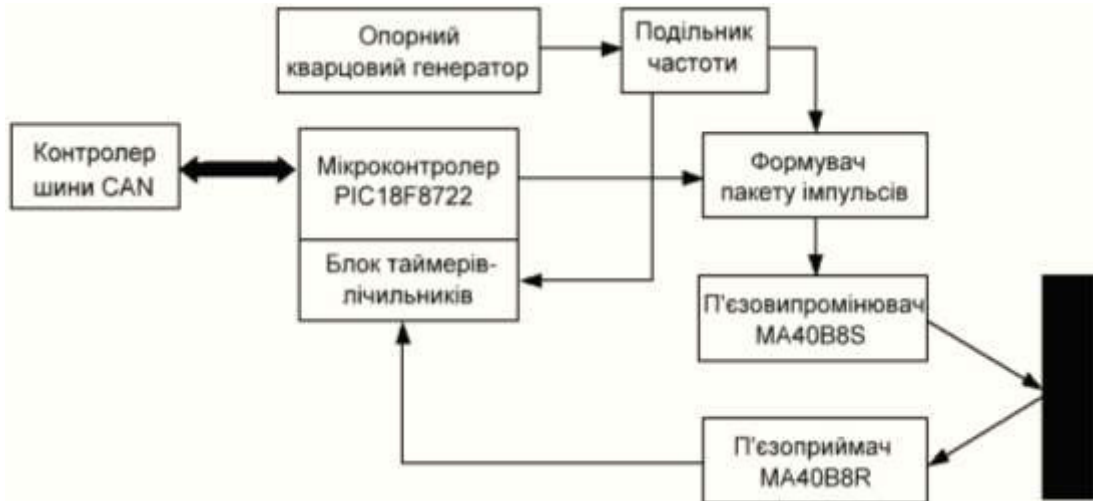 Опорний
кварцовий генератор
Подільник
частоти
Контролер
шини CAN
Мікроконтролер
PIC18F8722
Формувач
пакету імпульсів
Блок таймерів-
лічильників
П'єзовипромінювач
MA40B8S
П'єзоприймач
MA40B8R